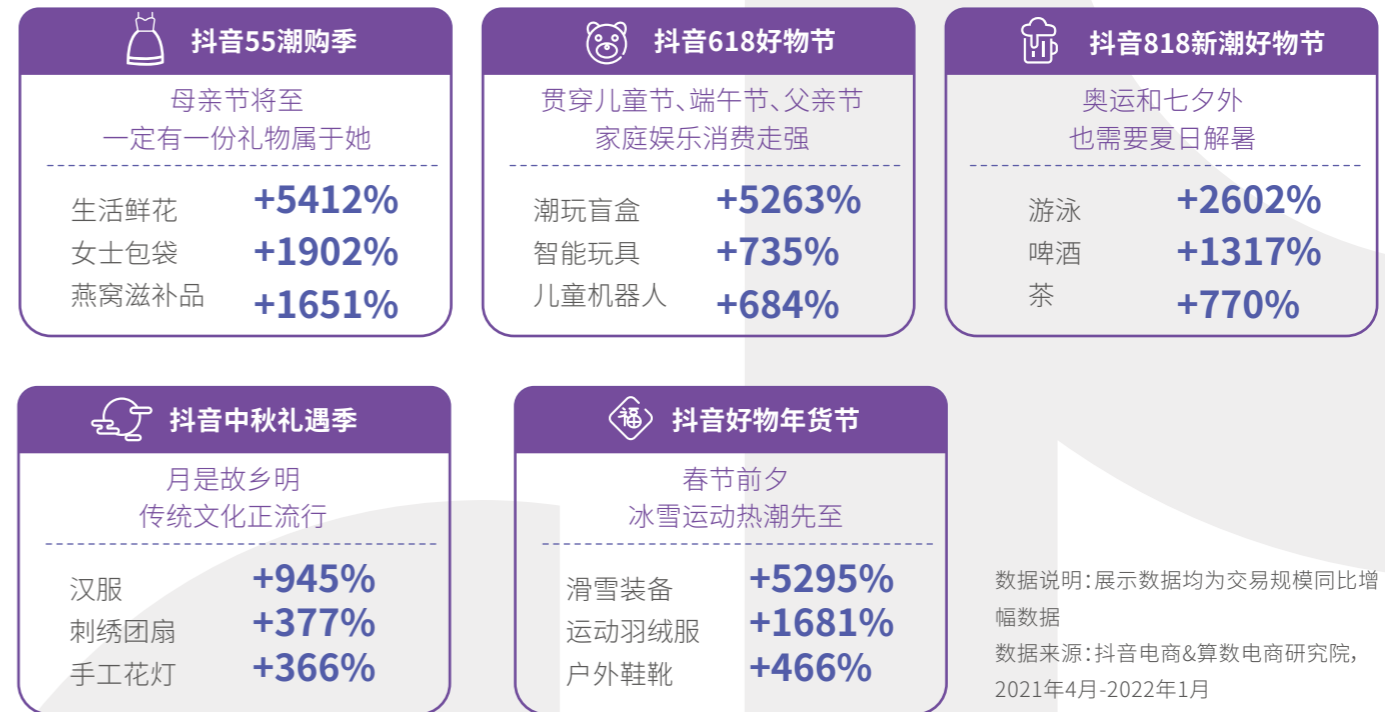 抖音55潮购季
母亲节将至
一定有一份礼物属于她
生活鲜花 +5412%
女士包袋 +1902%
燕窝滋补品 +1651%
抖音618好物节
贯穿儿童节、端午节、父亲节
家庭娱乐消费走强
潮玩盲盒 +5263%
智能玩具 +735%
儿童机器人 +684%
抖音818新潮好物节
奥运和七夕外
也需要夏日解暑
游泳 +2602%
啤酒 +1317%
茶 +770%
抖音中秋礼遇季
月是故乡明
传统文化正流行
汉服 +945%
刺绣团扇 +377%
手工花灯 +366%
福
抖音好物年货节
春节前夕
冰雪运动热潮先至
滑雪装备 +5295%
运动羽绒服 +1681%
户外鞋靴 +466%
数据说明：展示数据均为交易规模同比增
幅数据
数据来源：抖音电商&算数电商研究院，
2021年4月-2022年1月